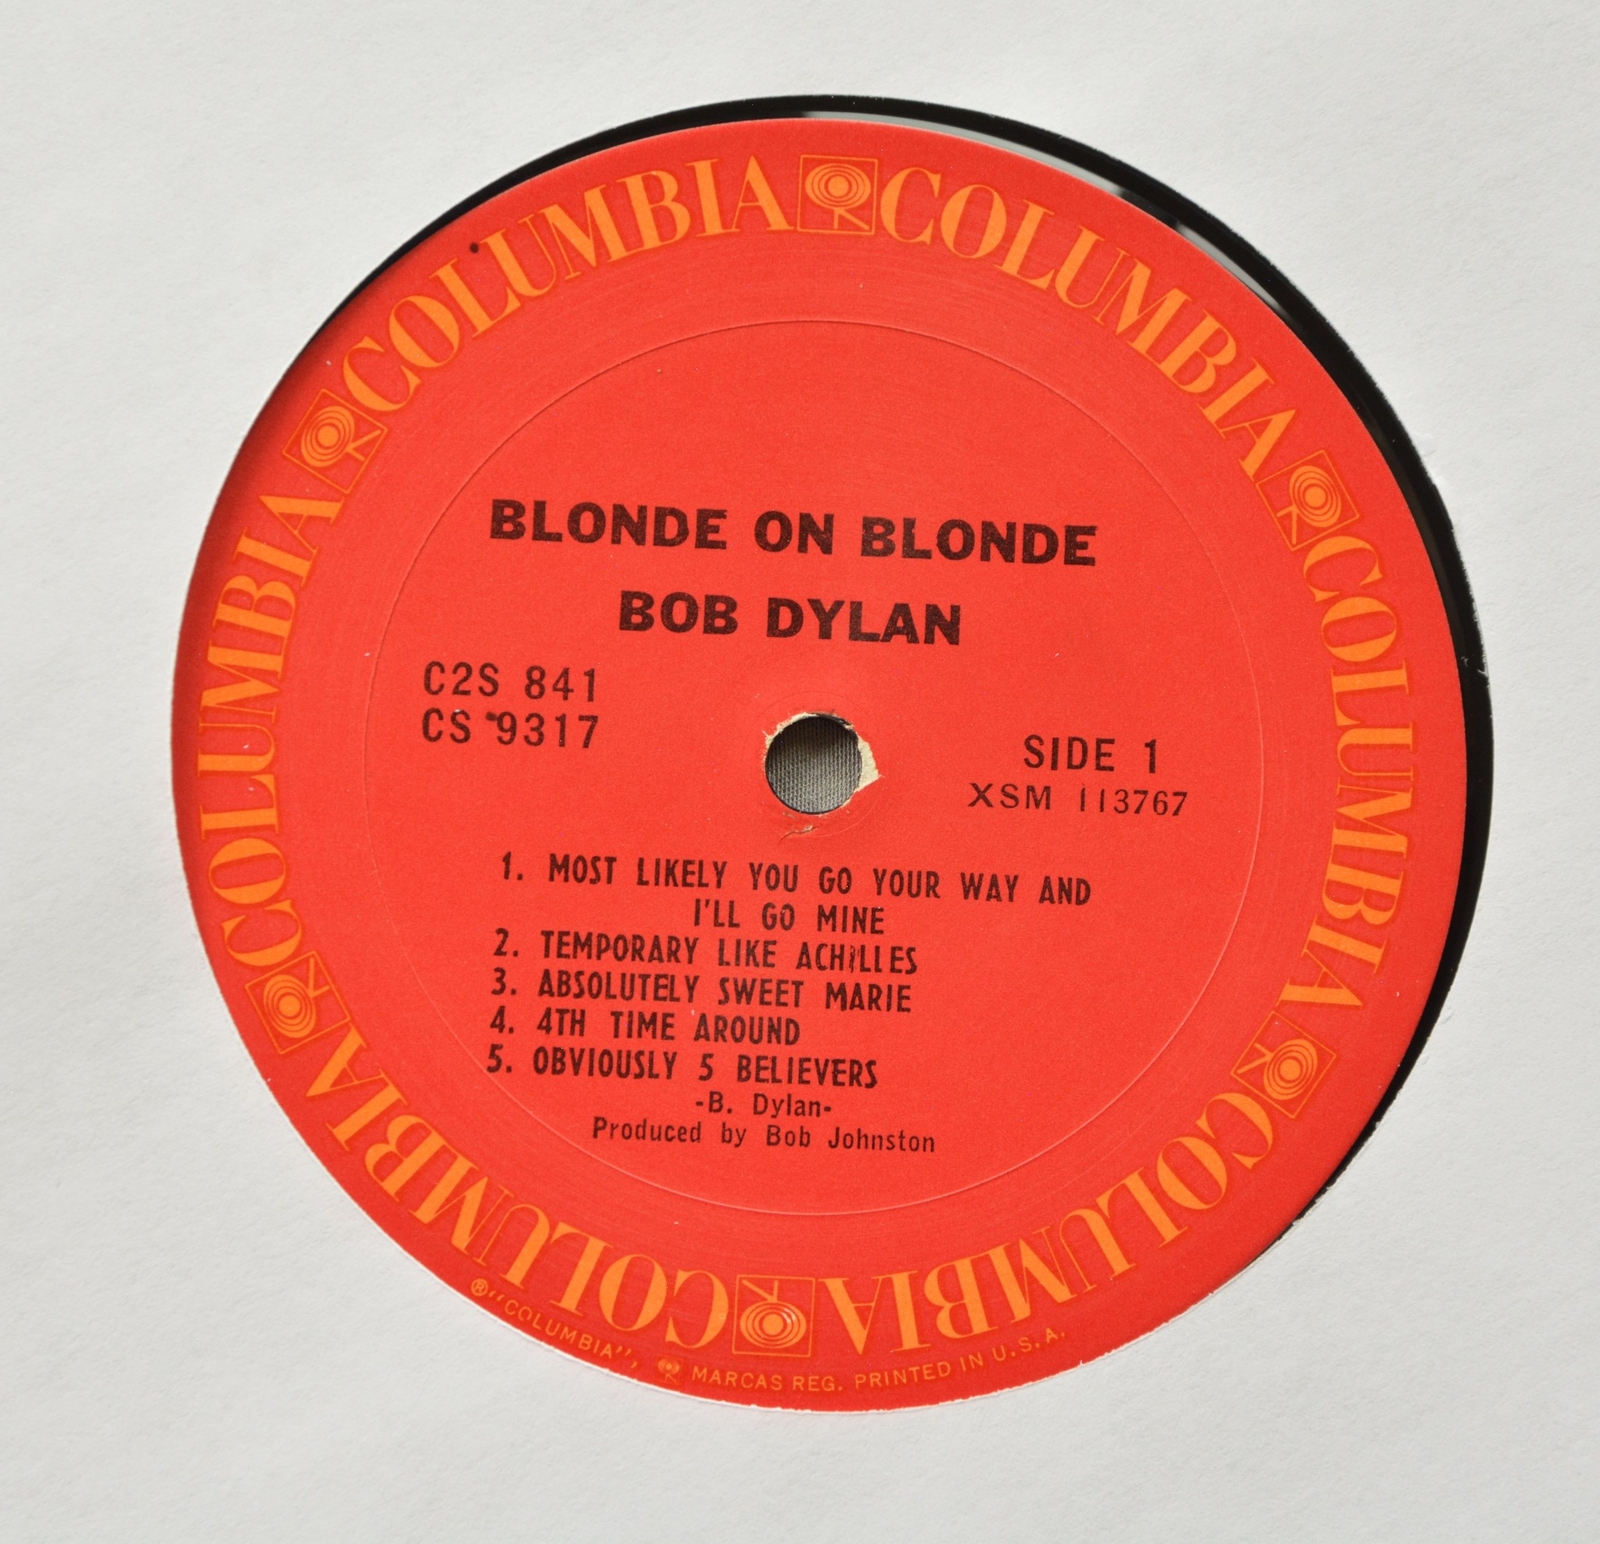 COLUMBIA COLUMBIA COLUMBIA COLUMBIA COLUMBIA COLUMBIA
BLONDE ON BLONDE
BOB DYLAN
C2S 841
CS 9317
SIDE 1
XSM 113767
1. MOST LIKELY YOU GO YOUR WAY AND
I'LL GO MINE
2. TEMPORARY LIKE ACHILLES
3. ABSOLUTELY SWEET MARIE
4. 4TH TIME AROUND
5. OBVIOUSLY 5 BELIEVERS
-B. Dylan-
Produced by Bob Johnston
® "COLUMBIA", MARCAS REG. PRINTED IN U.S.A.